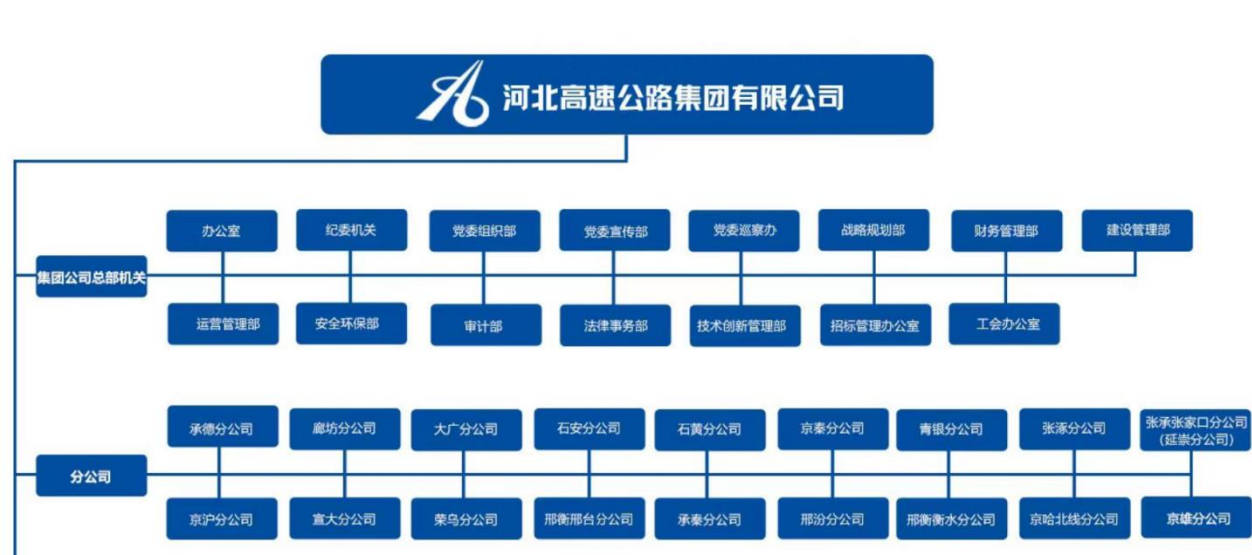 河北高速公路集团有限公司
办公室
纪委机关
党委组织部
党委宣传部
党委巡察办
战略规划部
财务管理部
建设管理部
集团公司总部机关
运营管理部
安全环保部
审计部
法律事务部
技术创新管理部
招标管理办公室
工会办公室
承德分公司
廊坊分公司
大广分公司
石安分公司
石黄分公司
京秦分公司
青银分公司
张涿分公司
张承张家口分公司
（延崇分公司）
分公司
京沪分公司
宣大分公司
荣乌分公司
邢衡邢台分公司
承秦分公司
邢汾分公司
邢衡衡水分公司
京哈北线分公司
京雄分公司